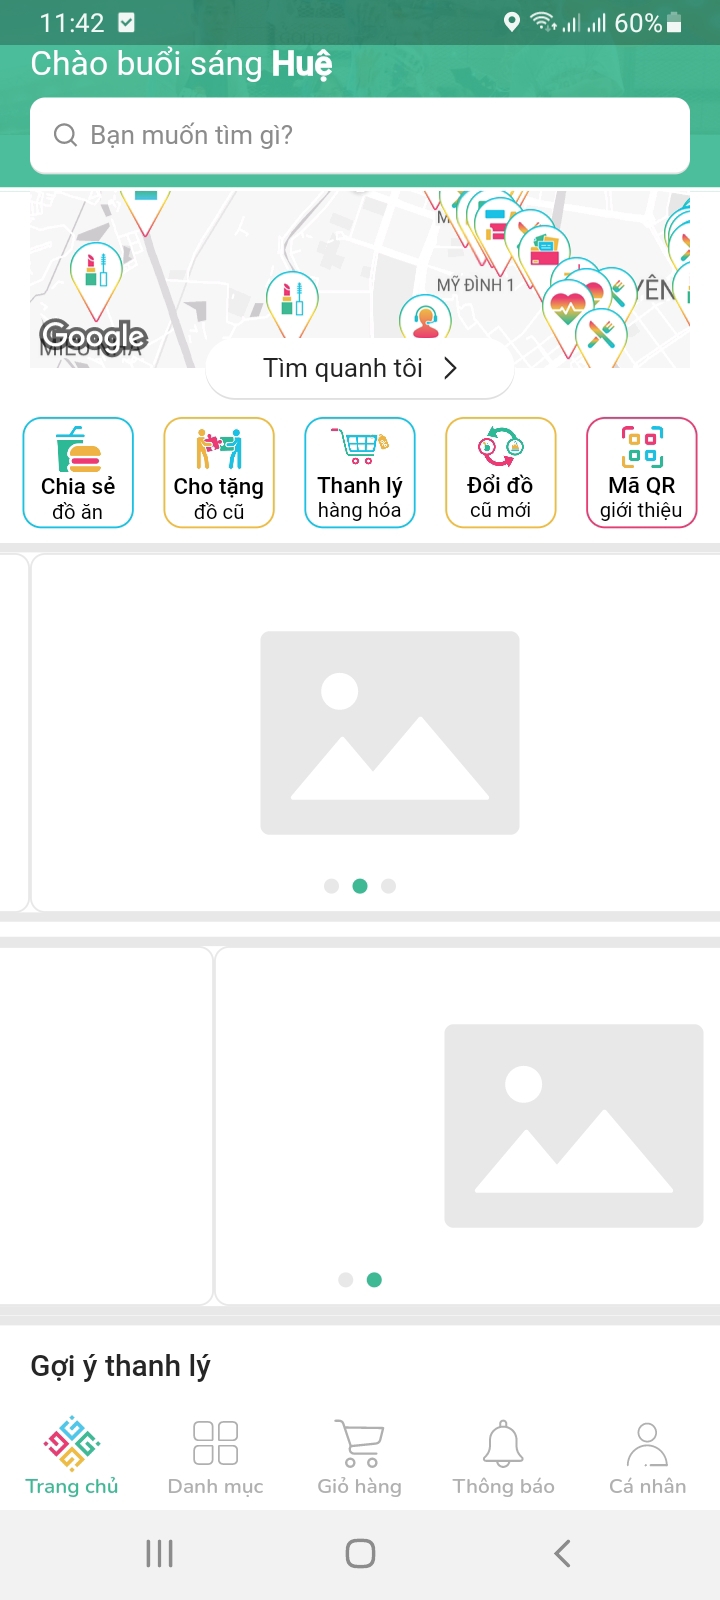 11:42
60%
Chào buổi sáng Huệ
Bạn muốn tìm gì?
MỸ ĐÌNH 1
YÊN
Google
Tìm quanh tôi
Chia sẻ
đồ ăn
Cho tặng
đồ cũ
Thanh lý
hàng hóa
Đổi đồ
cũ mới
Mã QR
giới thiệu
Gợi ý thanh lý
Trang chủ
Danh mục
Giỏ hàng
Thông báo
Cá nhân